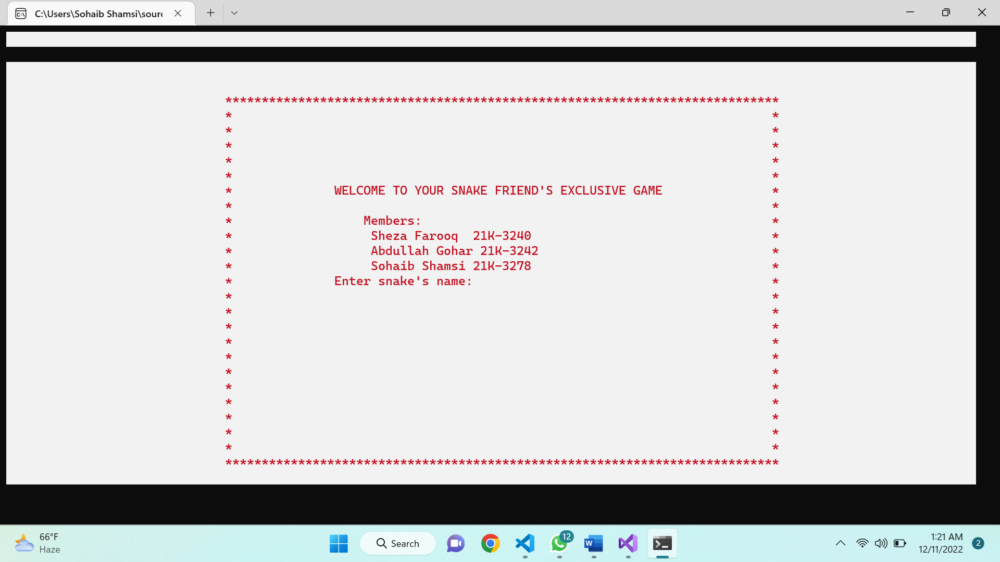 C:\Users\Sohaib Shamsi\sour
************************************************************************
*                                                                          *
*                                                                          *
*                                                                          *
*                                                                          *
*                                                                          *
*              WELCOME TO YOUR SNAKE FRIEND'S EXCLUSIVE GAME               *
*                                                                          *
*                  Members:                                                *
*                   Sheza Farooq  21K-3240                                 *
*                   Abdullah Gohar 21K-3242                                *
*                   Sohaib Shamsi 21K-3278                                 *
*              Enter snake's name:                                         *
*                                                                          *
*                                                                          *
*                                                                          *
*                                                                          *
*                                                                          *
*                                                                          *
*                                                                          *
*                                                                          *
*                                                                          *
*                                                                          *
*                                                                          *
************************************************************************
66°F
Haze
Search
12
W
1:21 AM
12/11/2022
2